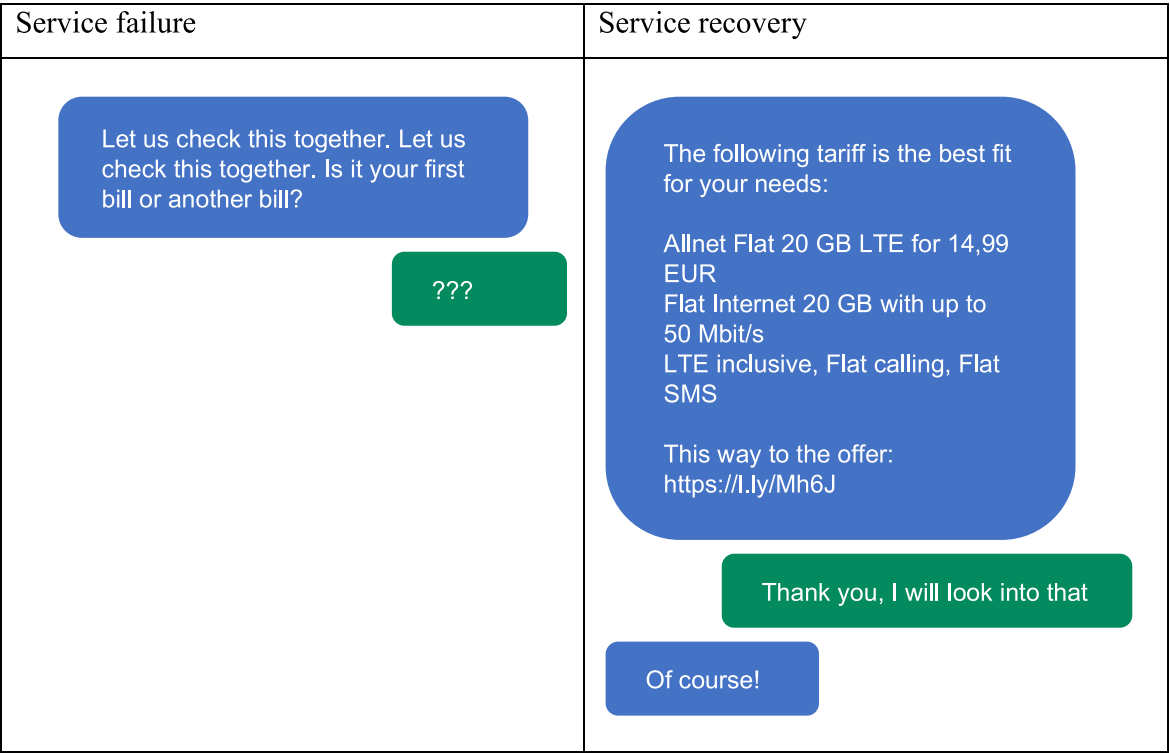 Service failure
Let us check this together. Let us
check this together. Is it your first
bill or another bill?
???
Service recovery
The following tariff is the best fit
for your needs:
Allnet Flat 20 GB LTE for 14,99
EUR
Flat Internet 20 GB with up to
50 Mbit/s
LTE inclusive, Flat calling, Flat
SMS
This way to the offer:
https://l.ly/Mh6J
Thank you, I will look into that
Of course!